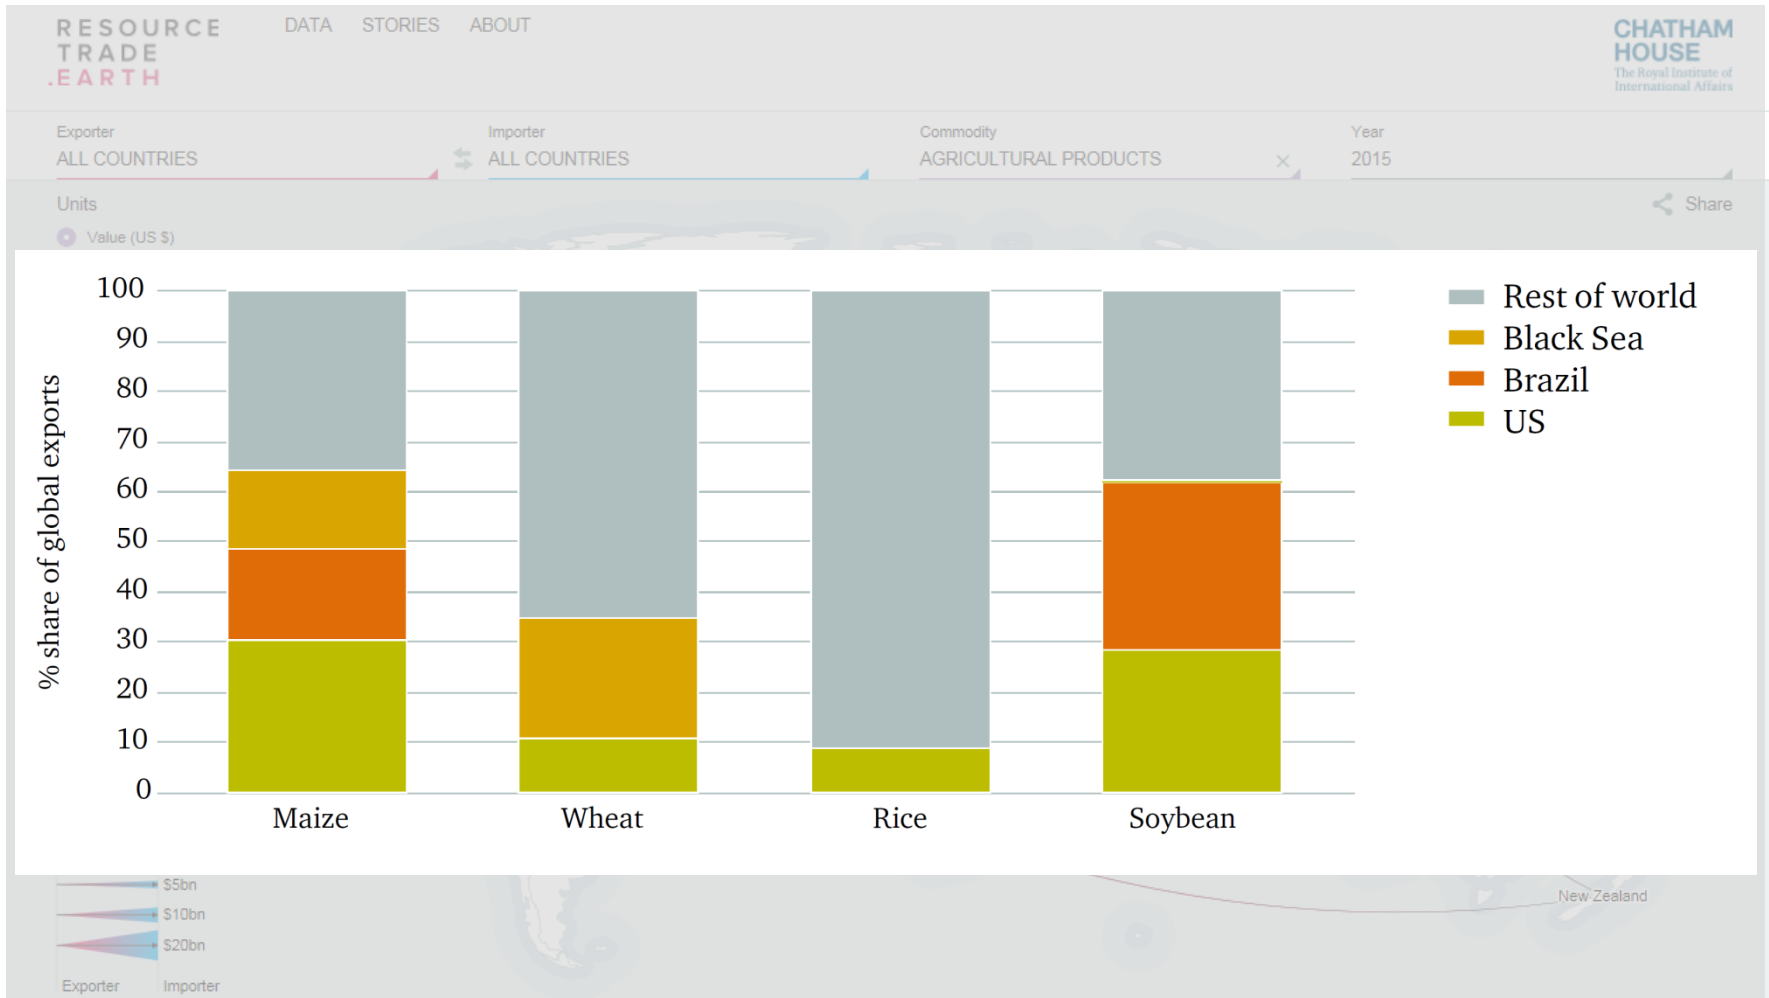 RESOURCE
TRADE
.EARTH
DATA STORIES ABOUT
CHATHAM
HOUSE
The Royal Institute of
International Affairs
Exporter
ALL COUNTRIES
Importer
ALL COUNTRIES
Commodity
AGRICULTURAL PRODUCTS ×
Year
2015
Units
Value (US $)
Share
% share of global exports
100
90
80
70
60
50
40
30
20
10
0
Maize Wheat Rice Soybean
Rest of world
Black Sea
Brazil
US
$5bn
$10bn
$20bn
Exporter Importer
New Zealand